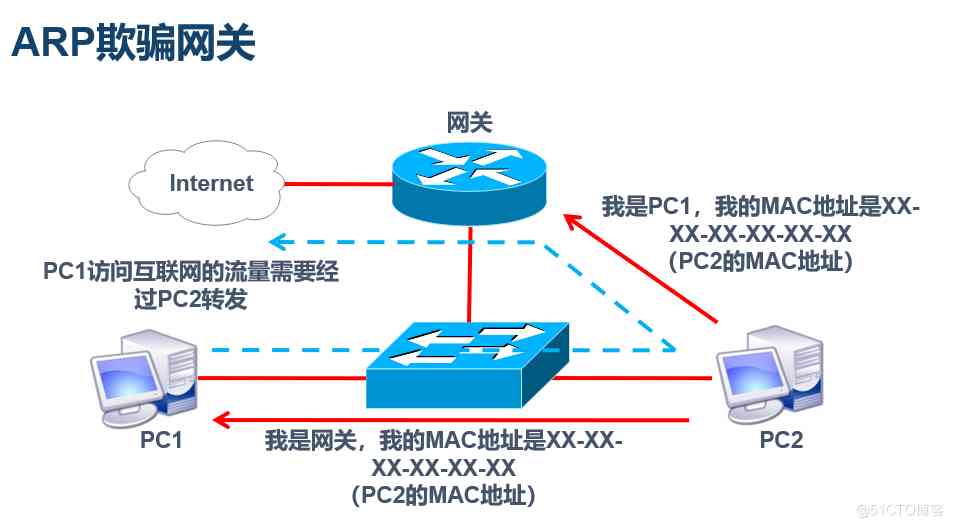 ARP欺骗网关
网关
Internet
我是PC1，我的MAC地址是XX-
XX-XX-XX-XX-XX
（PC2的MAC地址）
PC1访问互联网的流量需要经
过PC2转发
PC1
PC2
我是网关，我的MAC地址是XX-XX-
XX-XX-XX-XX
（PC2的MAC地址）
@51CTO博客